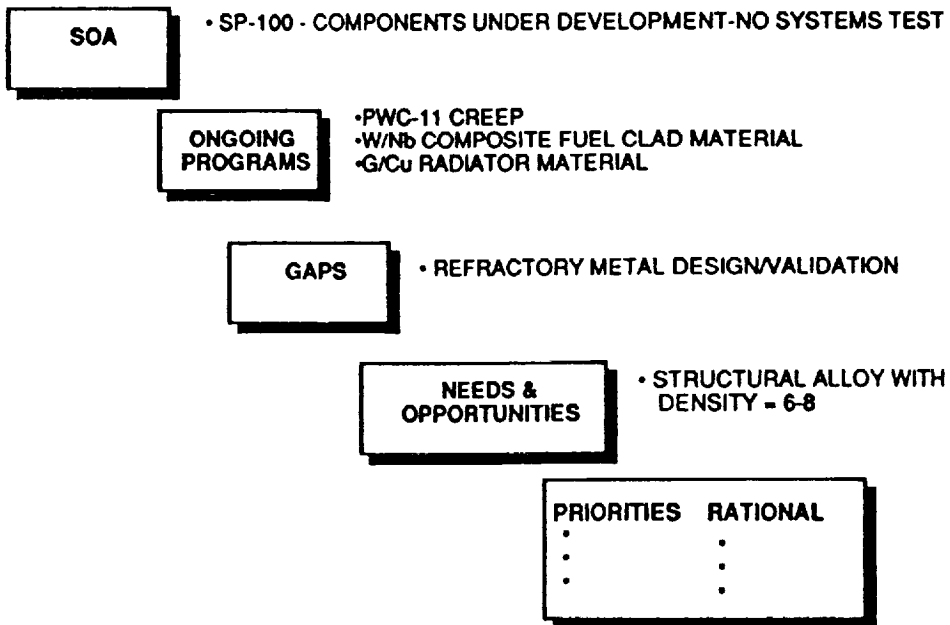 SOA
• SP-100 - COMPONENTS UNDER DEVELOPMENT-NO SYSTEMS TEST
ONGOING
PROGRAMS
•PWC-11 CREEP
•W/Nb COMPOSITE FUEL CLAD MATERIAL
•G/Cu RADIATOR MATERIAL
GAPS
• REFRACTORY METAL DESIGN/VALIDATION
NEEDS &
OPPORTUNITIES
• STRUCTURAL ALLOY WITH
DENSITY = 6-8
PRIORITIES RATIONAL
• •
• •
• •